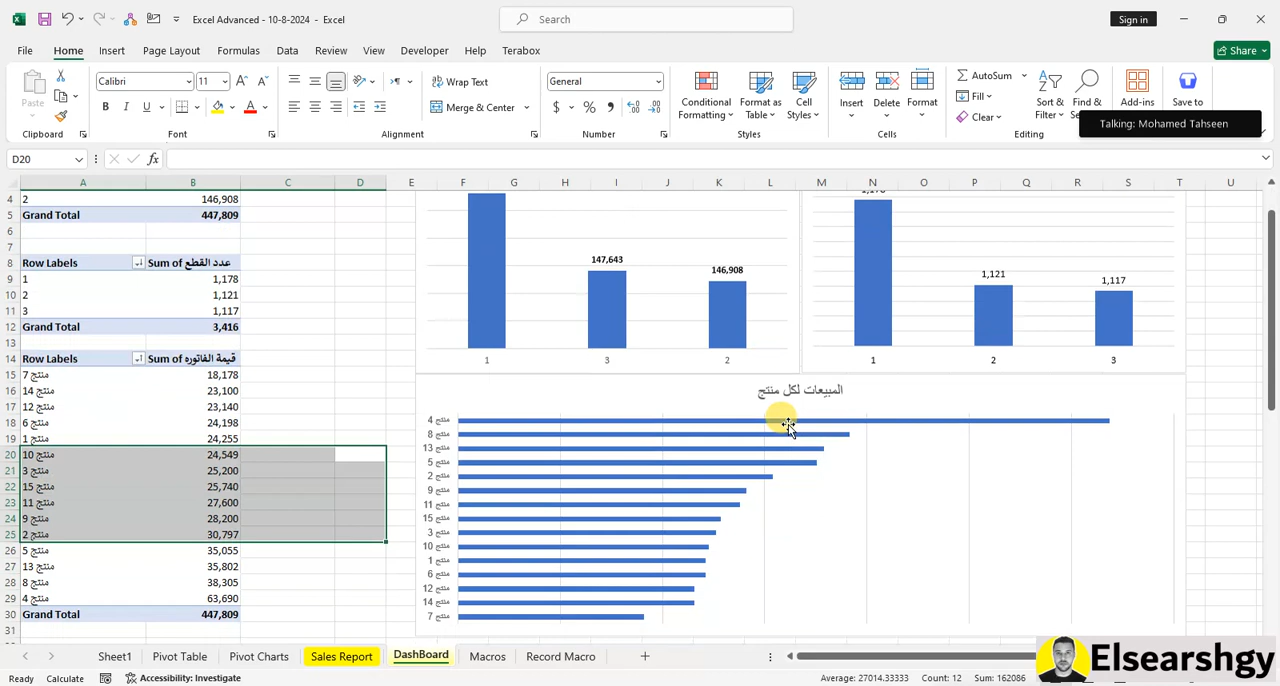 Excel Advanced - 10-8-2024 - Excel
Search
Sign in
File Home Insert Page Layout Formulas Data Review View Developer Help Terabox
Share
Paste
Calibri 11
Wrap Text
General
Conditional Formatting
Format as Table
Cell Styles
Insert
Delete
Format
AutoSum
Fill
Clear
Sort & Filter
Find &
Add-ins
Save to
B I U
Merge & Center
$ % 9
Talking: Mohamed Tahseen
Clipboard Font Alignment Number Styles Cells Editing
D20
fx
A B C D E F G H I J K L M N O P Q R S T U
4 2 146,908
5 Grand Total 447,809
6
7
8 Row Labels Sum of عدد القطع
9 1 1,178
10 2 1,121
11 3 1,117
12 Grand Total 3,416
13
14 Row Labels Sum of قيمة الفاتوره
15 منتج 7 18,178
16 منتج 14 23,100
17 منتج 12 23,140
18 منتج 6 24,198
19 منتج 1 24,255
20 منتج 10 24,549
21 منتج 3 25,200
22 منتج 15 25,740
23 منتج 11 27,600
24 منتج 9 28,200
25 منتج 2 30,797
26 منتج 5 35,055
27 منتج 13 35,802
28 منتج 8 38,305
29 منتج 4 63,690
30 Grand Total 447,809
31
147,643
146,908
1 3 2
1,178
1,121
1,117
1 2 3
المبيعات لكل منتج
منتج 4
منتج 8
منتج 13
منتج 5
منتج 2
منتج 9
منتج 11
منتج 15
منتج 3
منتج 10
منتج 1
منتج 6
منتج 12
منتج 14
منتج 7
Sheet1 Pivot Table Pivot Charts Sales Report DashBoard Macros Record Macro
Ready Calculate Accessibility: Investigate
Average: 27014.33333 Count: 12 Sum: 162086
Elsearshgy